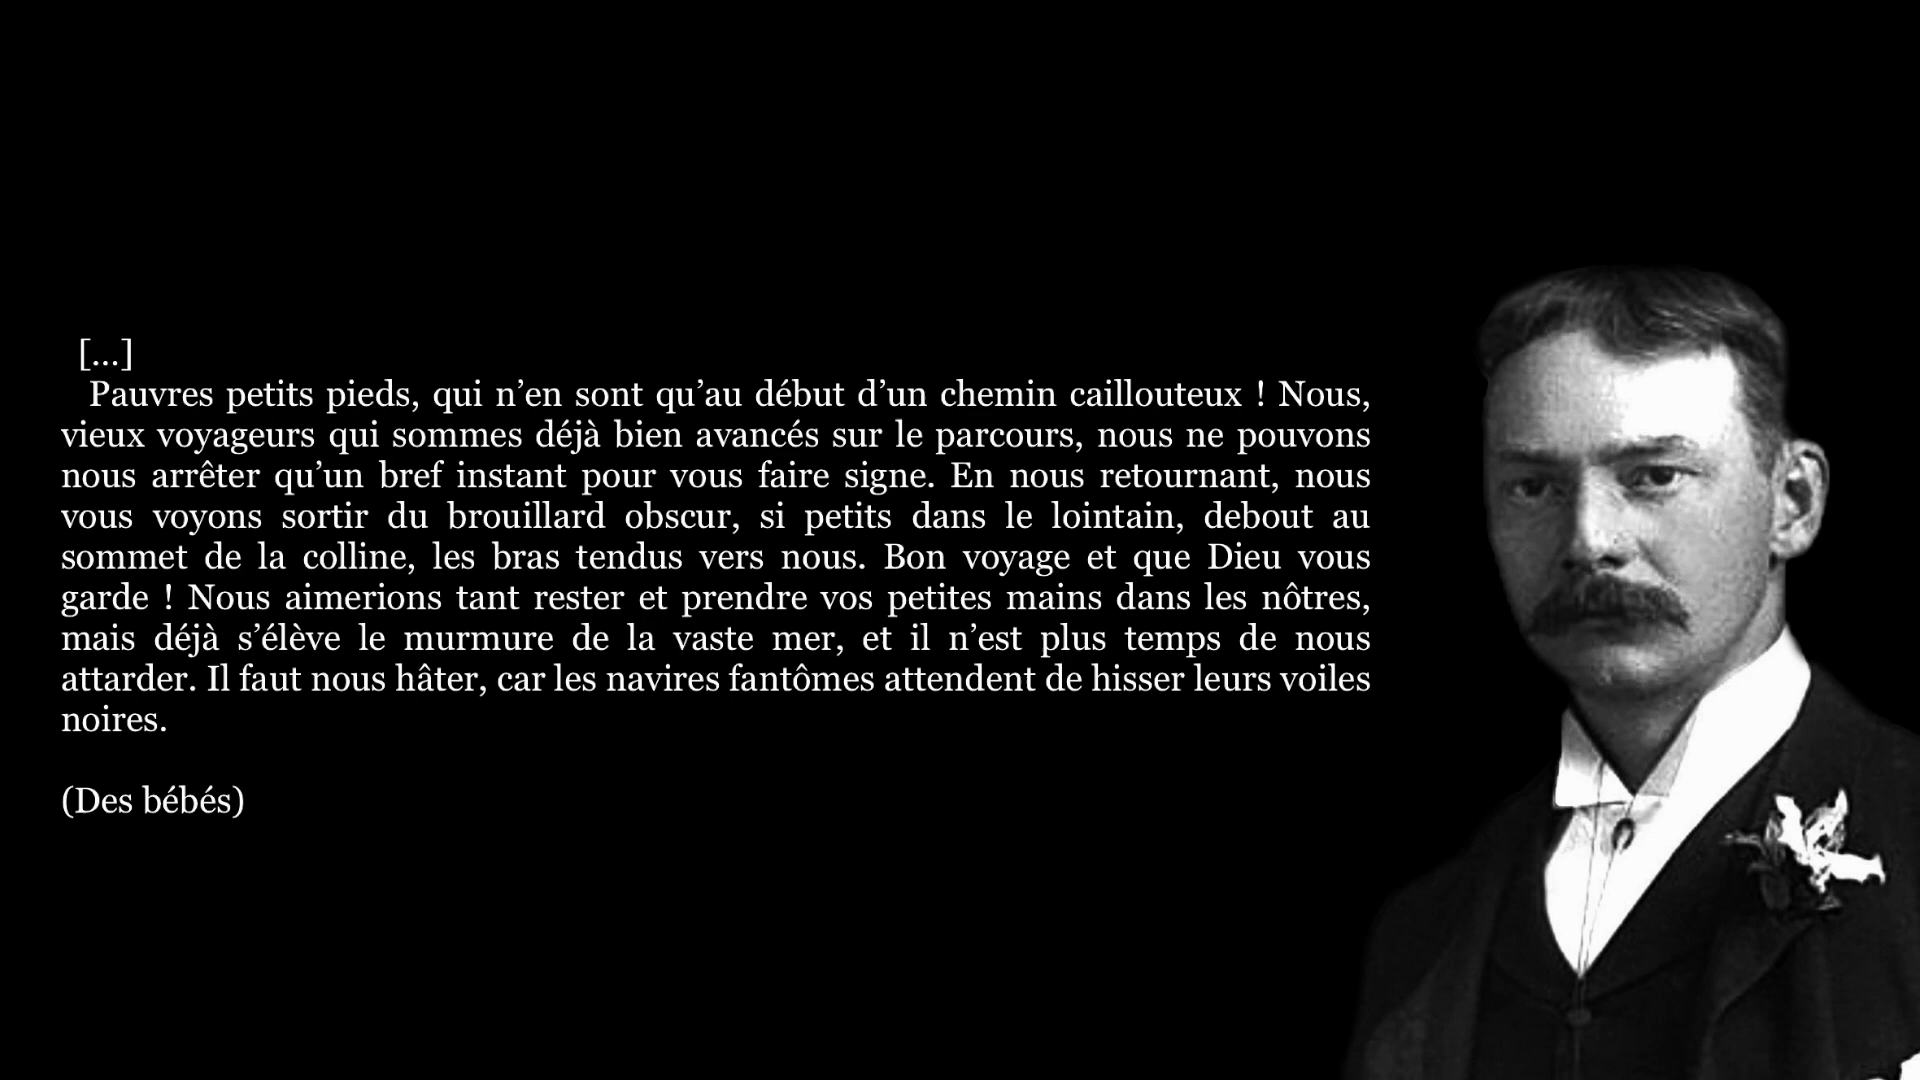 [...]
Pauvres petits pieds, qui n’en sont qu’au début d’un chemin caillouteux ! Nous,
vieux voyageurs qui sommes déjà bien avancés sur le parcours, nous ne pouvons
nous arrêter qu’un bref instant pour vous faire signe. En nous retournant, nous
vous voyons sortir du brouillard obscur, si petits dans le lointain, debout au
sommet de la colline, les bras tendus vers nous. Bon voyage et que Dieu vous
garde ! Nous aimerions tant rester et prendre vos petites mains dans les nôtres,
mais déjà s’élève le murmure de la vaste mer, et il n’est plus temps de nous
attarder. Il faut nous hâter, car les navires fantômes attendent de hisser leurs voiles
noires.
(Des bébés)